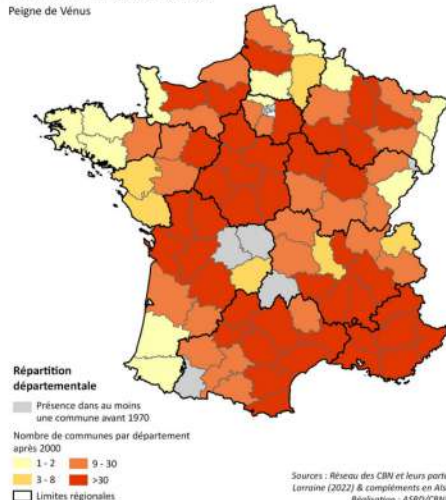 Peigne de Vénus
Répartition
départementale
Présence dans au moins
une commune avant 1970
Nombre de communes par département
après 2000
1 - 2
9 - 30
3 - 8
>30
Limites régionales
Sources : Réseau des CBN et leurs
Lorraine (2022) & compléments en
Réalisation :